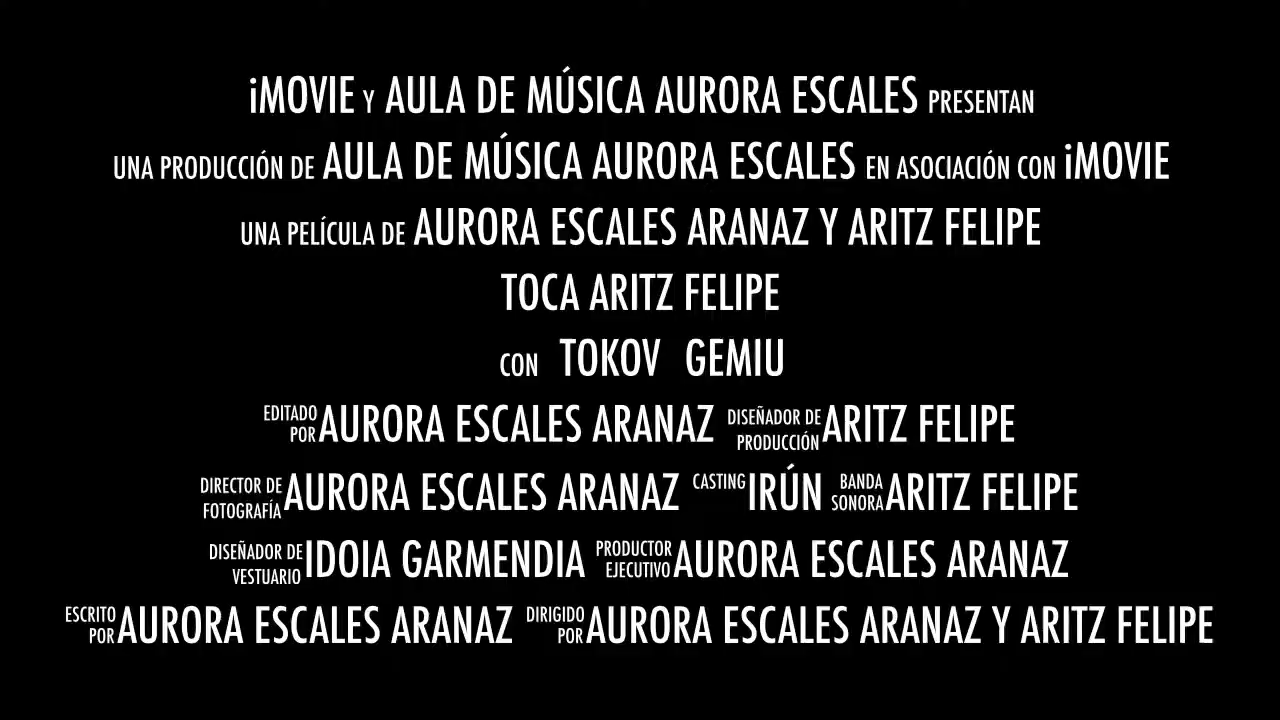 iMOVIE Y AULA DE MÚSICA AURORA ESCALES PRESENTAN
UNA PRODUCCIÓN DE AULA DE MÚSICA AURORA ESCALES EN ASOCIACIÓN CON iMOVIE
UNA PELÍCULA DE AURORA ESCALES ARANAZ Y ARITZ FELIPE
TOCA ARITZ FELIPE
CON TOKOV GEMIU
EDITADO POR AURORA ESCALES ARANAZ DISEÑADOR DE PRODUCCIÓN ARITZ FELIPE
DIRECTOR DE FOTOGRAFÍA AURORA ESCALES ARANAZ CASTING IRÚN BANDA SONORA ARITZ FELIPE
DISEÑADOR DE VESTUARIO IDOIA GARMENDIA PRODUCTOR EJECUTIVO AURORA ESCALES ARANAZ
ESCRITO POR AURORA ESCALES ARANAZ DIRIGIDO POR AURORA ESCALES ARANAZ Y ARITZ FELIPE